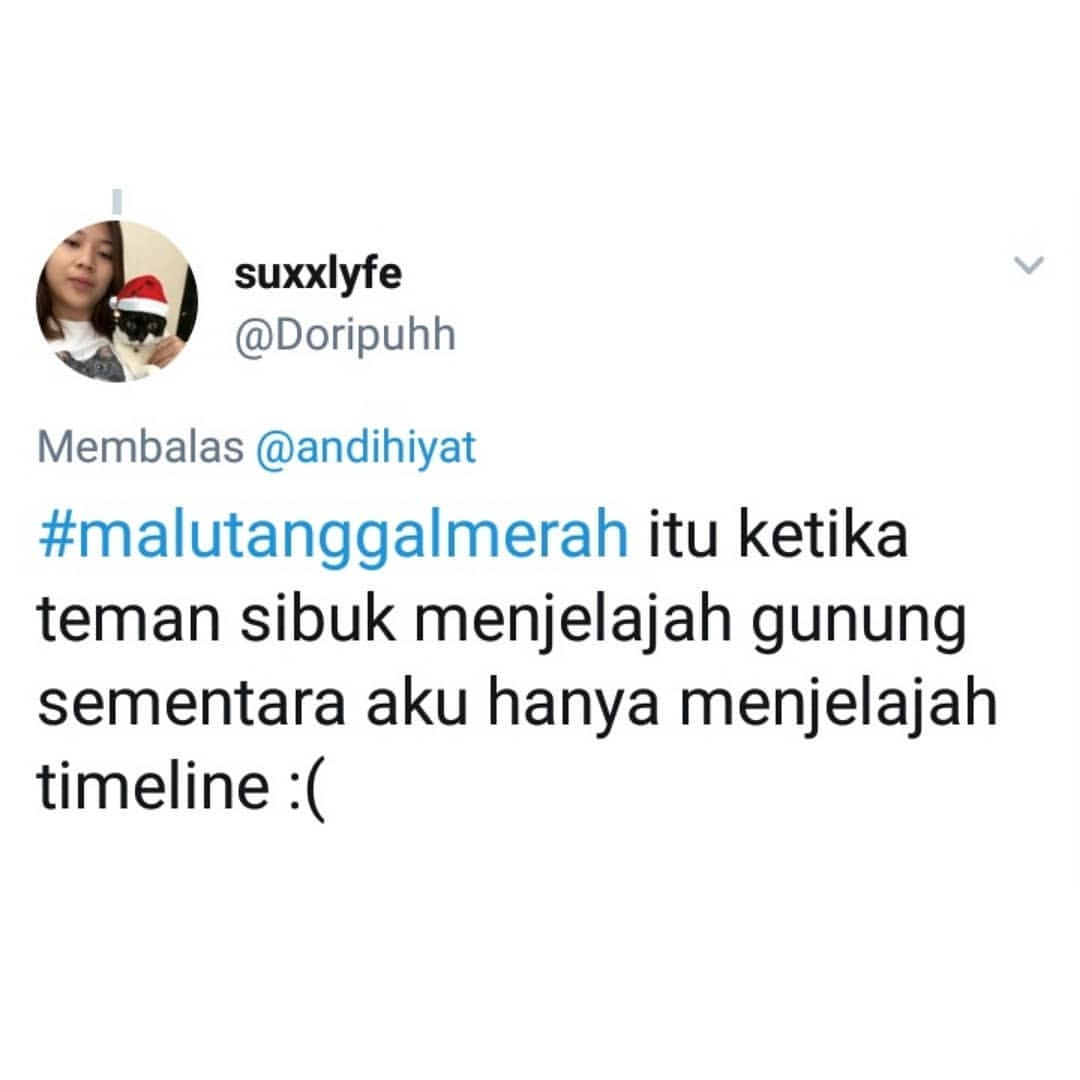 suxxlyfe
@Doripuhh
Membalas @andihiyat
#malutanggalmerah itu ketika
teman sibuk menjelajah gunung
sementara aku hanya menjelajah
timeline :(